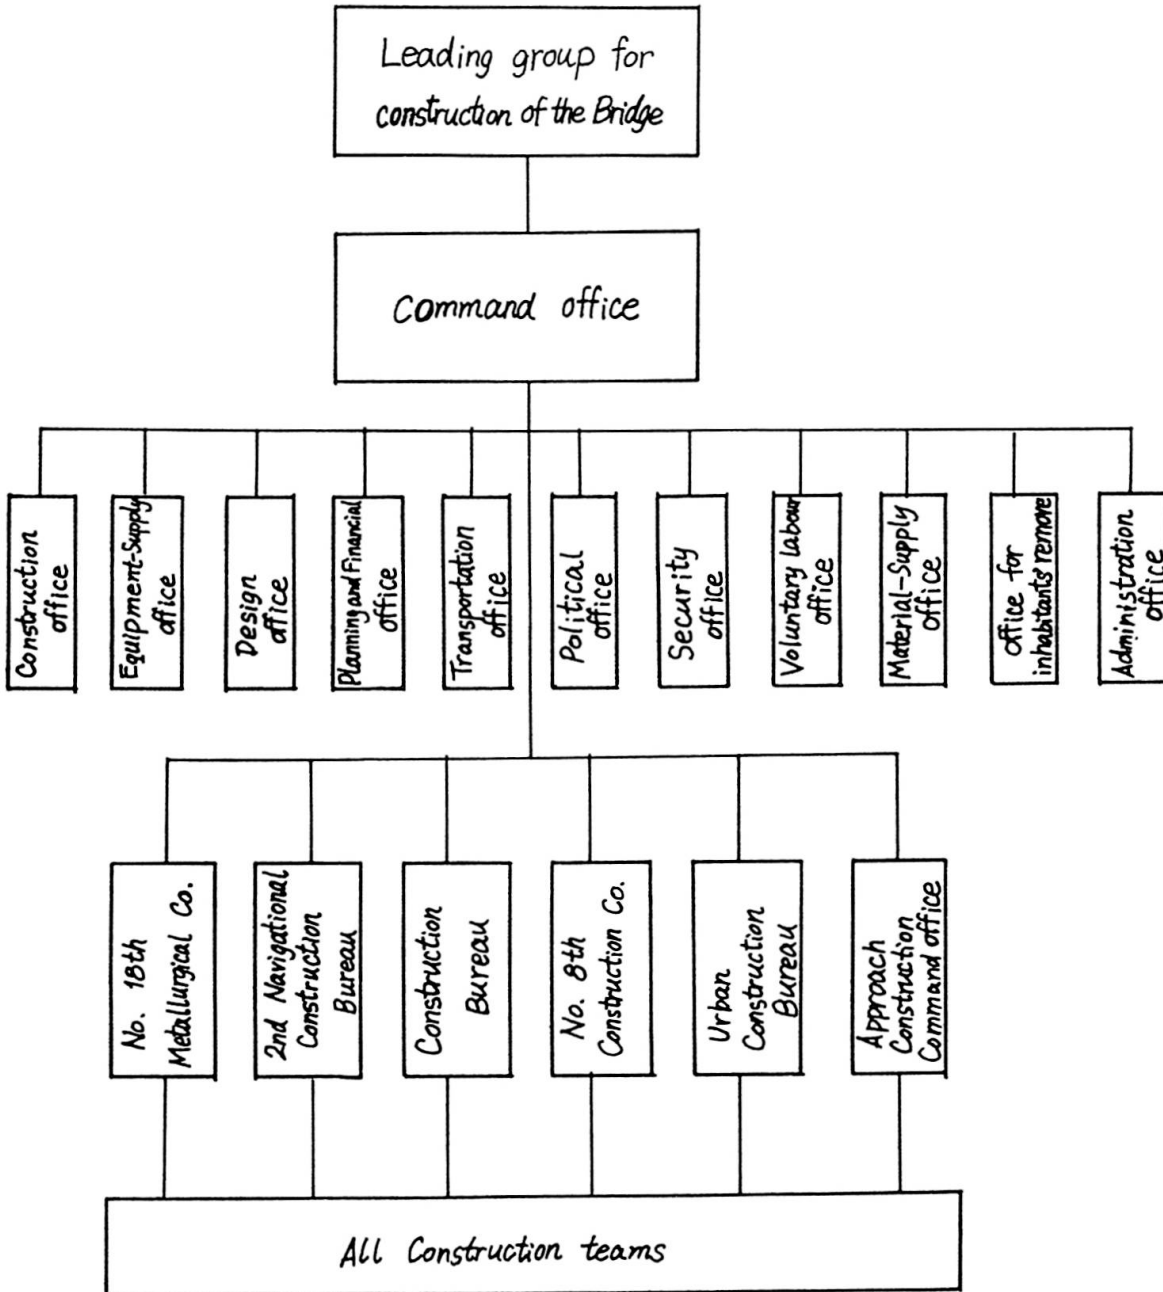 Leading group for
construction of the Bridge
Command office
Construction
office
Equipment-Supply
office
Design
office
Planning and Financial
office
Transportation
office
Political
office
Security
office
Voluntary labour
office
Material-Supply
office
office for
inhabitants' remove
Administration
office
No. 18th
Metallurgical Co.
2nd Navigational
Construction
Bureau
Construction
Bureau
No. 8th
Construction Co.
Urban
Construction
Bureau
Approach
Construction
Command office
All Construction teams